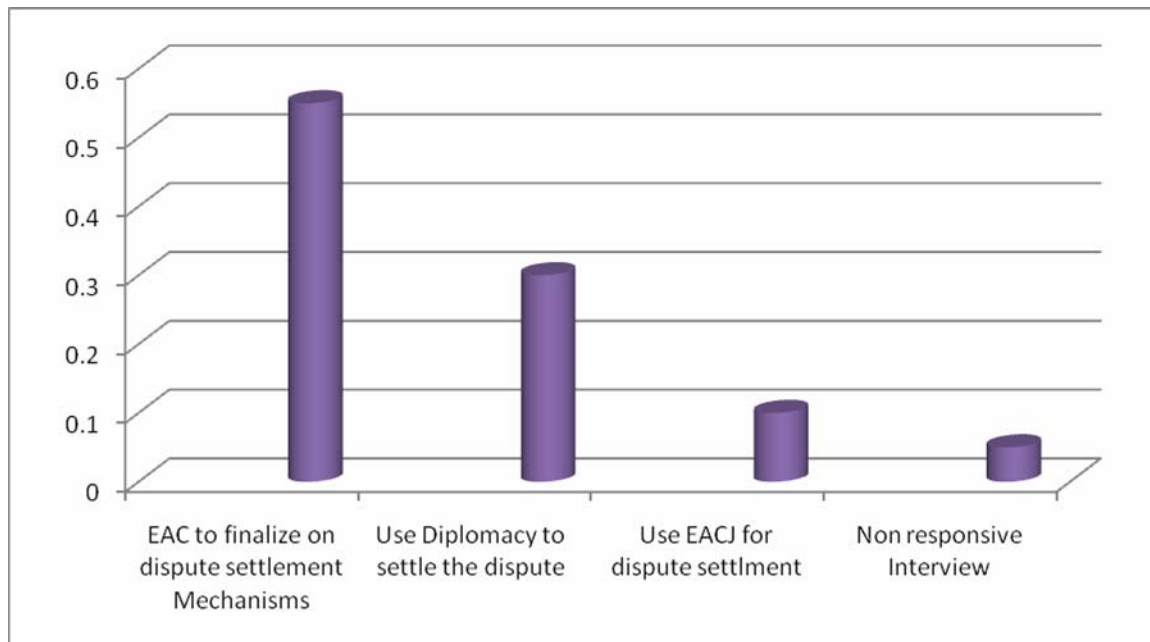 0.6
0.5
0.4
0.3
0.2
0.1
0
EAC to finalize on
dispute settlement
Mechanisms
Use Diplomacy to
settle the dispute
Use EACJ for
dispute settlment
Non responsive
Interview